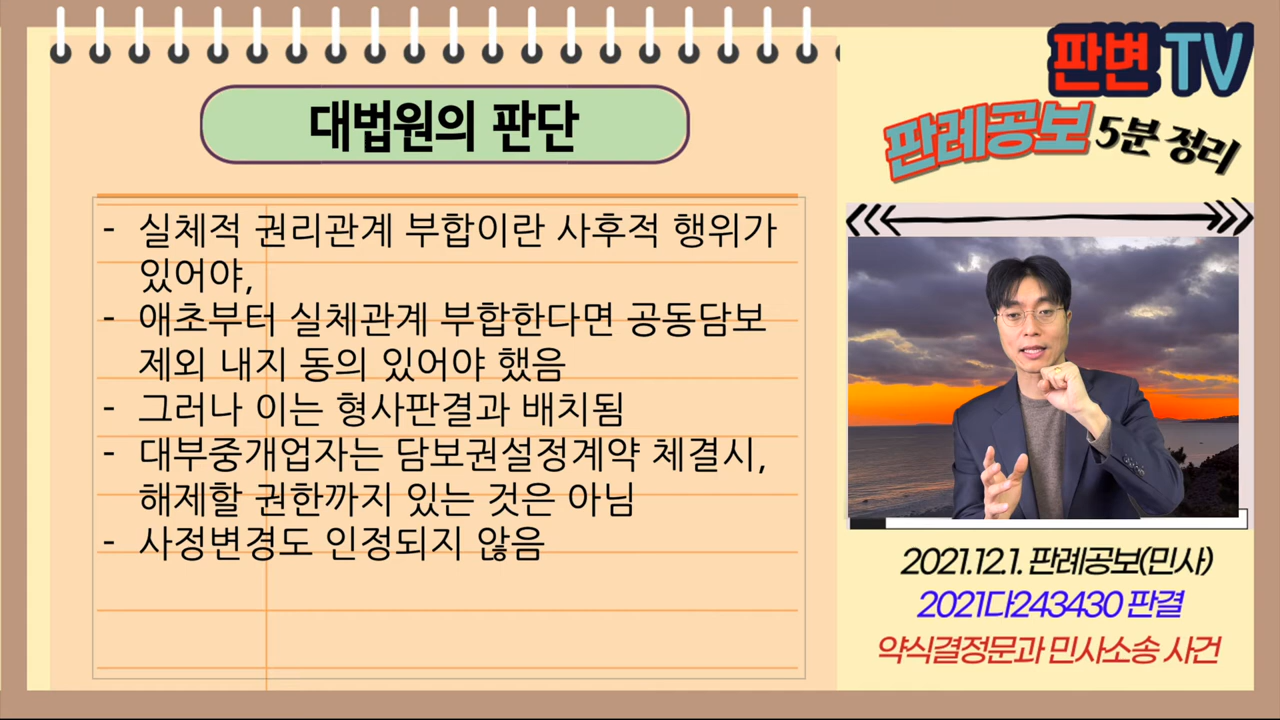 대법원의 판단
- 실체적 권리관계 부합이란 사후적 행위가
있어야,
- 애초부터 실체관계 부합한다면 공동담보
제외 내지 동의 있어야 했음
- 그러나 이는 형사판결과 배치됨
- 대부중개업자는 담보권설정계약 체결시,
해제할 권한까지 있는 것은 아님
- 사정변경도 인정되지 않음
판변 TV
판례공보 5분 정리
2021.12.1. 판례공보(민사)
2021다243430 판결
약식결정문과 민사소송 사건